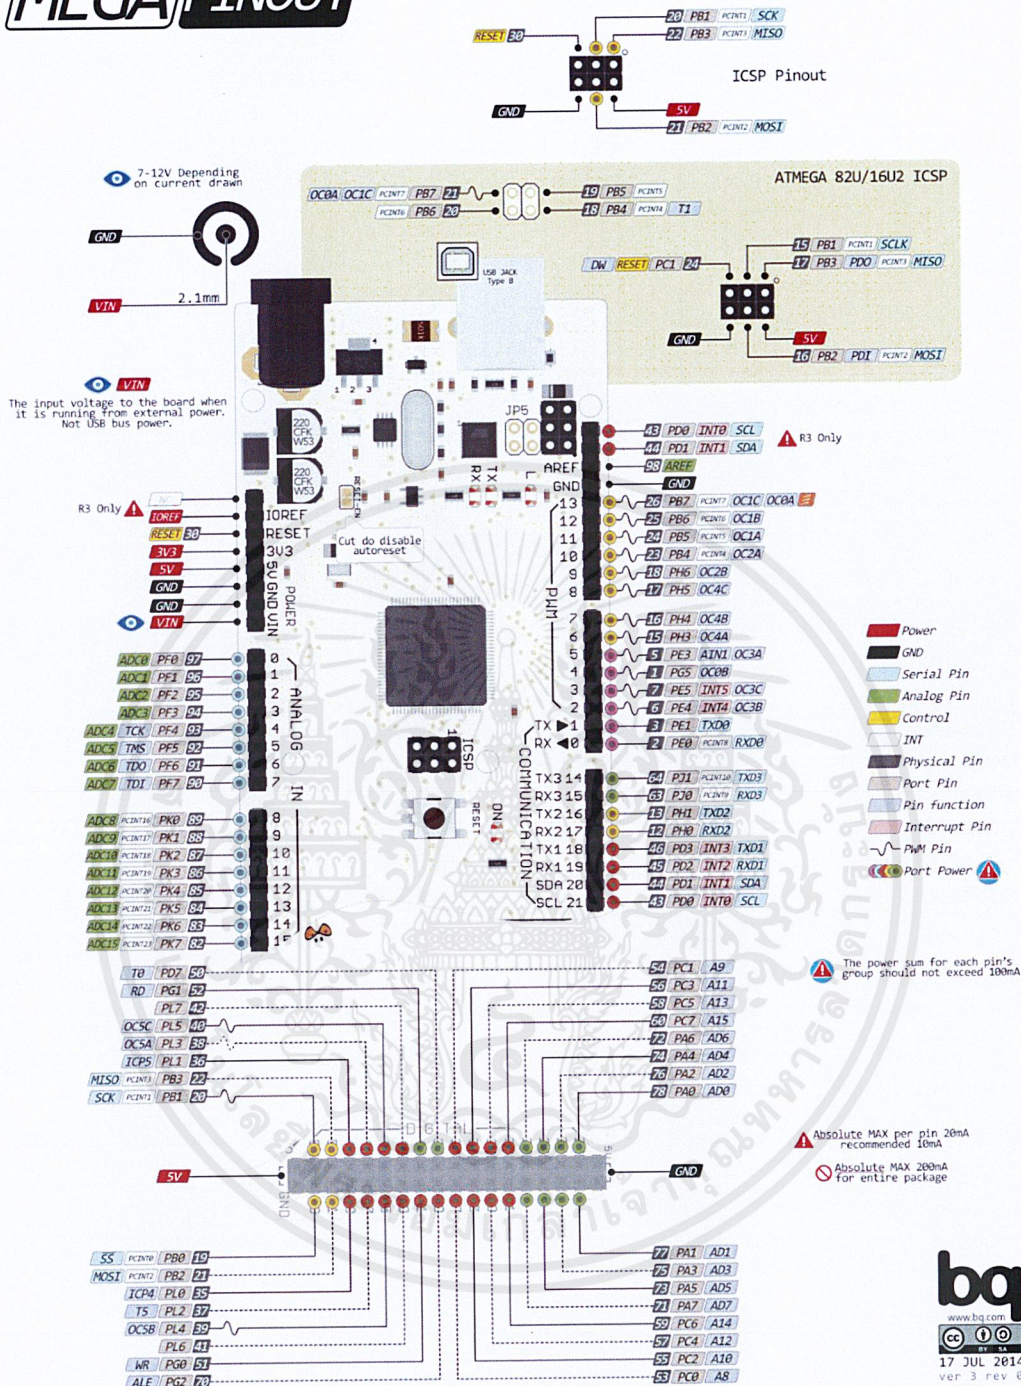 MEGA PINOUT
RESET 30
20 PB1 PCINT1 SCK
22 PB3 PCINT3 MISO
ICSP Pinout
GND
5V
21 PB2 PCINT2 MOSI
7-12V Depending
on current drawn
GND
VIN
2.1mm
ATMEGA 82U/16U2 ICSP
OC0A OC1C PCINT7 PB7 21
19 PB5 PCINT5
PCINT6 PB6 20
18 PB4 PCINT4 T1
15 PB1 PCINT1 SCLK
DW RESET PC1 24
17 PB3 PDO PCINT3 MISO
GND
5V
16 PB2 PDI PCINT2 MOSI
USB JACK
Type B
VIN
The input voltage to the board when
it is running from external power.
Not USB bus power.
4
1 2 3
220
CFK
W53
220
CFK
W53
RESET-EN
JP5
RX
TX
L
Cut do disable
autoreset
R3 Only
NC
IOREF
RESET 30
3V3
5V
GND
GND
VIN
IOREF
RESET
3V3
5V
GND
VIN
POWER
43 PD0 INT0 SCL
44 PD1 INT1 SDA
R3 Only
98 AREF
GND
26 PB7 PCINT7 OC1C OC0A
25 PB6 PCINT6 OC1B
24 PB5 PCINT5 OC1A
23 PB4 PCINT4 OC2A
18 PH6 OC2B
17 PH5 OC4C
AREF
GND
13
12
11
10
9
8
PWM
7
6
5
4
3
2
TX 1
RX 0
16 PH4 OC4B
15 PH3 OC4A
5 PE3 AIN1 OC3A
1 PG5 OC0B
7 PE5 INT5 OC3C
6 PE4 INT4 OC3B
3 PE1 TXD0
2 PE0 PCINT8 RXD0
ADC0 PF0 97
ADC1 PF1 96
ADC2 PF2 95
ADC3 PF3 94
ADC4 TCK PF4 93
ADC5 TMS PF5 92
ADC6 TDO PF6 91
ADC7 TDI PF7 90
0
1
2
3
4
5
6
7
ANALOG IN
ADC8 PCINT16 PK0 89
ADC9 PCINT17 PK1 88
ADC10 PCINT18 PK2 87
ADC11 PCINT19 PK3 86
ADC12 PCINT20 PK4 85
ADC13 PCINT21 PK5 84
ADC14 PCINT22 PK6 83
ADC15 PCINT23 PK7 82
8
9
10
11
12
13
14
15
ICSP
1
RESET
ON
COMMUNICATION
TX3 14
RX3 15
TX2 16
RX2 17
TX1 18
RX1 19
SDA 20
SCL 21
64 PJ1 PCINT10 TXD3
63 PJ0 PCINT9 RXD3
13 PH1 TXD2
12 PH0 RXD2
46 PD3 INT3 TXD1
45 PD2 INT2 RXD1
44 PD1 INT1 SDA
43 PD0 INT0 SCL
Power
GND
Serial Pin
Analog Pin
Control
INT
Physical Pin
Port Pin
Pin function
Interrupt Pin
PWM Pin
Port Power
The power sum for each pin's
group should not exceed 100mA
T0 PD7 50
RD PG1 52
PL7 42
OC5C PL5 40
OC5A PL3 38
ICP5 PL1 36
MISO PCINT3 PB3 22
SCK PCINT1 PB1 20
54 PC1 A9
56 PC3 A11
58 PC5 A13
60 PC7 A15
72 PA6 AD6
74 PA4 AD4
76 PA2 AD2
78 PA0 AD0
DIGITAL
5V
GND
GND
Absolute MAX per pin 20mA
recommended 10mA
Absolute MAX 200mA
for entire package
SS PCINT0 PB0 19
MOSI PCINT2 PB2 21
ICP4 PL0 35
T5 PL2 37
OC5B PL4 39
PL6 41
WR PG0 51
ALE PG2 70
77 PA1 AD1
75 PA3 AD3
73 PA5 AD5
71 PA7 AD7
59 PC6 A14
57 PC4 A12
55 PC2 A10
53 PC0 A8
bq
www.bq.com
cc BY SA
17 JUL 2014
ver 3 rev 0